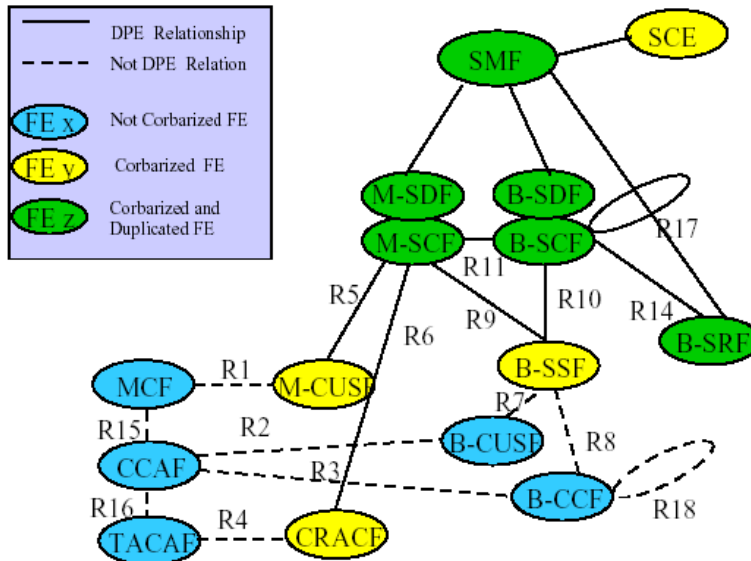 DPE Relationship
Not DPE Relation
FE x Not Corbarized FE
FE y Corbarized FE
FE z Corbarized and
Duplicated FE
SMF
SCE
M-SDF
B-SDF
M-SCF
R11
B-SCF
R17
R5
R6
R9
R10
R14
B-SRF
MCF
R1
M-CUSF
B-SSF
R15
R2
R7
B-CUSF
R8
CCAF
R3
B-CCF
R18
R16
TACAF
R4
CRACF